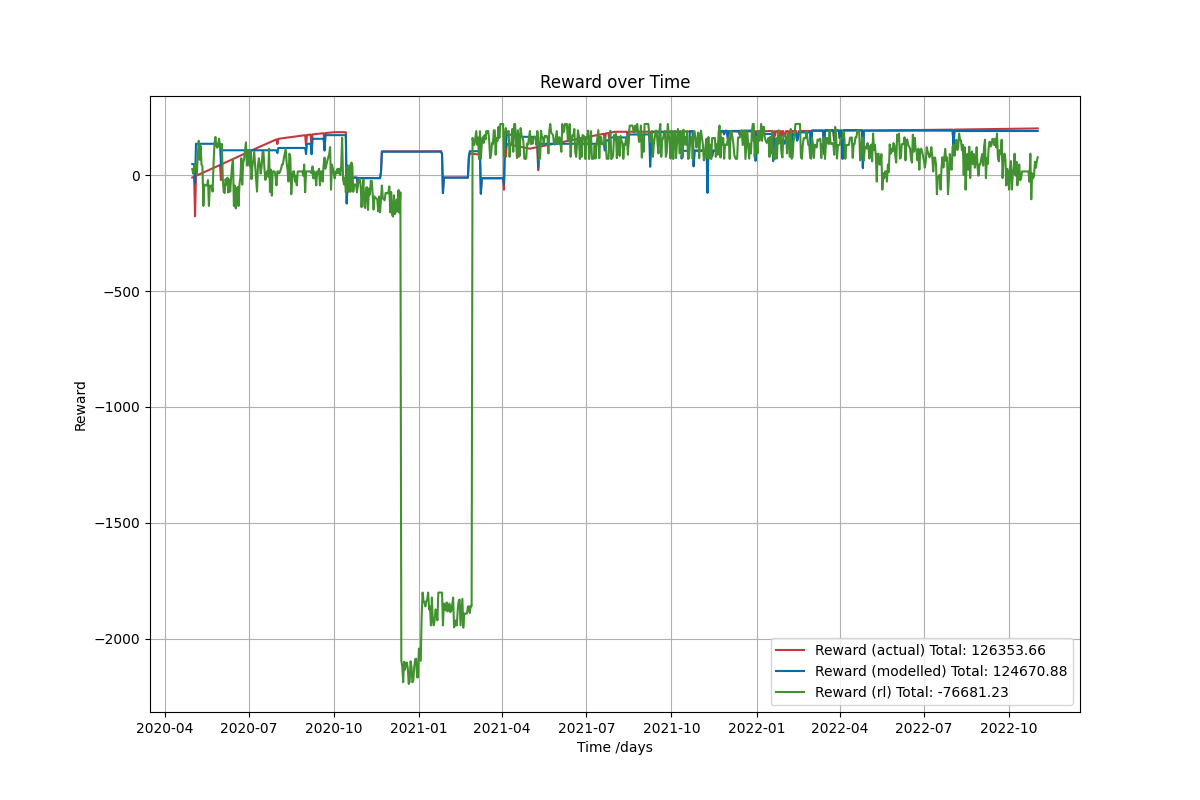 Reward over Time
Reward
0
−500
−1000
−1500
−2000
2020-04 2020-07 2020-10 2021-01 2021-04 2021-07 2021-10 2022-01 2022-04 2022-07 2022-10
Time /days
Reward (actual) Total: 126353.66
Reward (modelled) Total: 124670.88
Reward (rl) Total: -76681.23